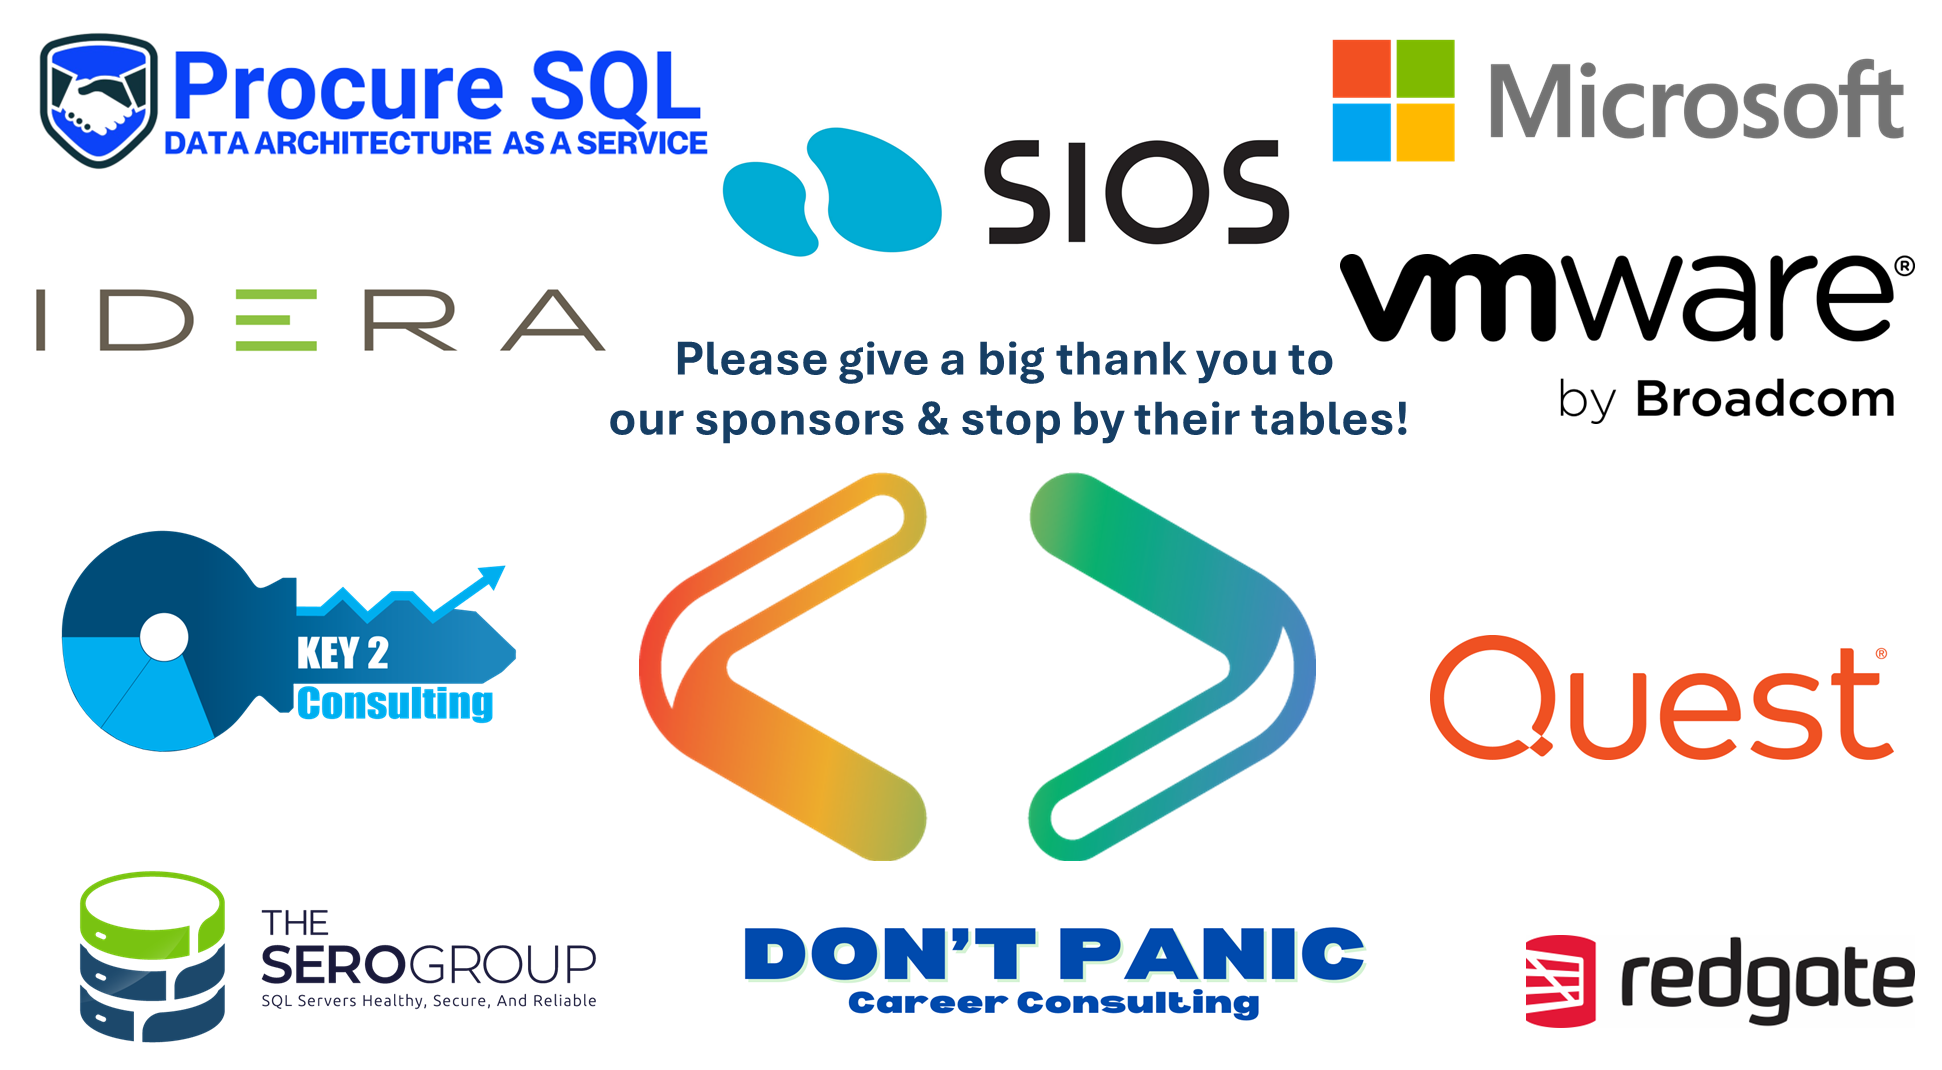 Procure SQL
DATA ARCHITECTURE AS A SERVICE
SIOS
Microsoft
IDERA
vmware®
by Broadcom
Please give a big thank you to
our sponsors & stop by their tables!
KEY 2
Consulting
Quest®
THE
SEROGROUP
SQL Servers Healthy, Secure, And Reliable
DON'T PANIC
Career Consulting
redgate